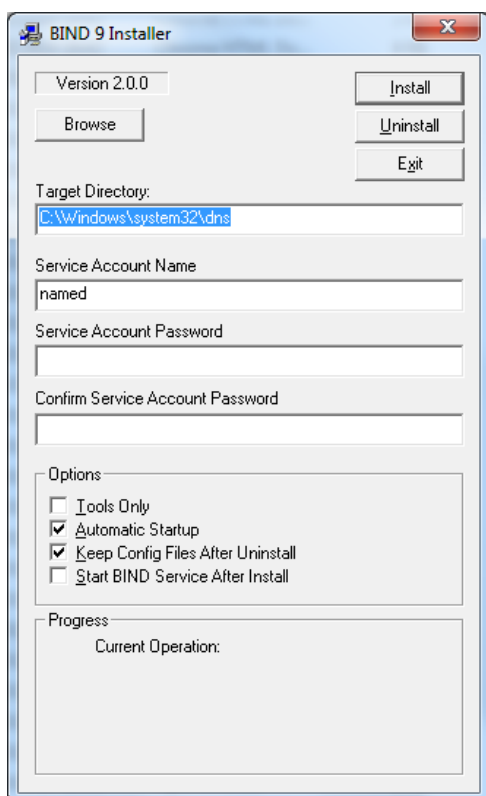 BIND 9 Installer
Version 2.0.0
Install
Browse
Uninstall
Exit
Target Directory:
C:\Windows\system32\dns
Service Account Name
named
Service Account Password
Confirm Service Account Password
Options
Tools Only
Automatic Startup
Keep Config Files After Uninstall
Start BIND Service After Install
Progress
Current Operation: